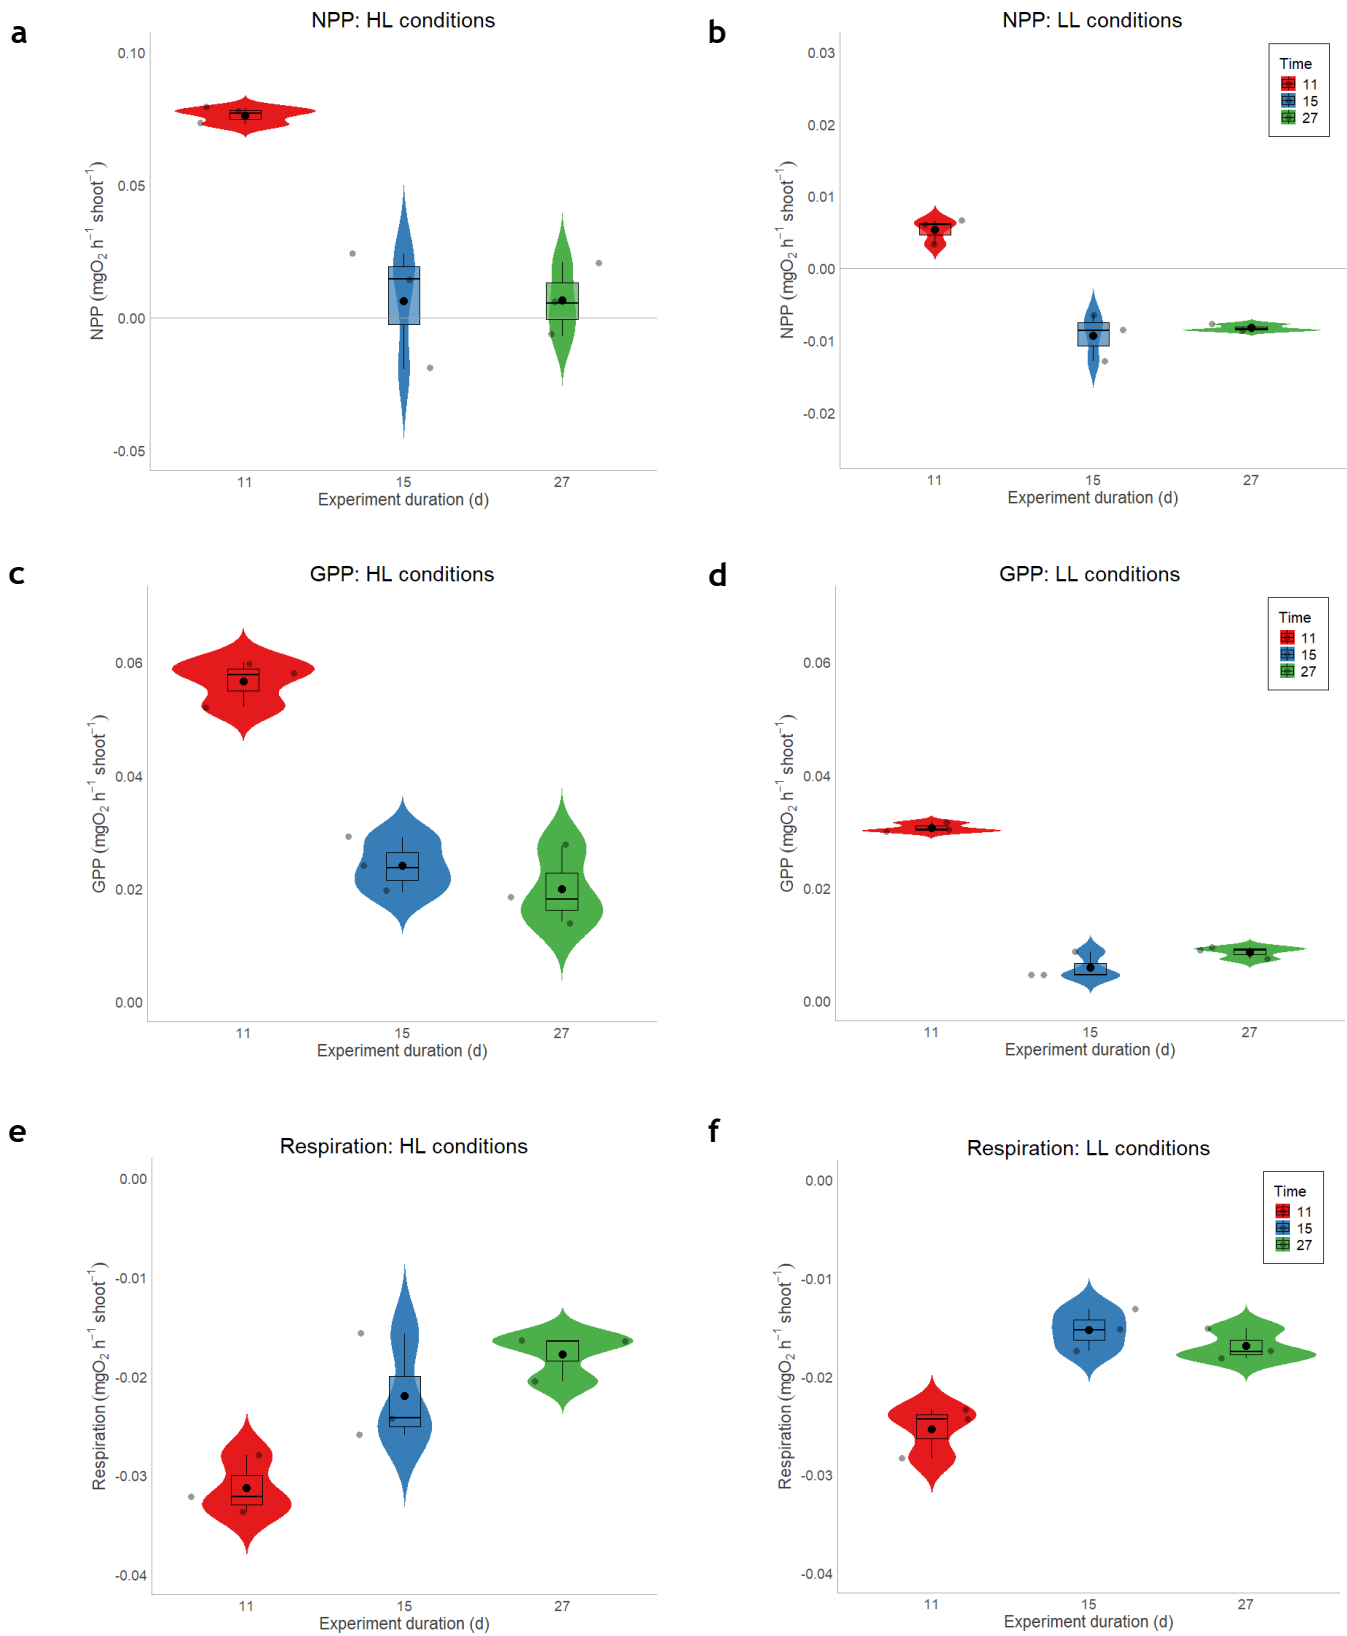 a
NPP: HL conditions
0.10
0.05
0.00
-0.05
NPP (mgO₂ h⁻¹ shoot⁻¹)
11 15 27
Experiment duration (d)
b
NPP: LL conditions
0.03
0.02
0.01
0.00
-0.01
-0.02
NPP (mgO₂ h⁻¹ shoot⁻¹)
11 15 27
Experiment duration (d)
Time
11
15
27
c
GPP: HL conditions
0.06
0.04
0.02
0.00
GPP (mgO₂ h⁻¹ shoot⁻¹)
11 15 27
Experiment duration (d)
d
GPP: LL conditions
0.06
0.04
0.02
0.00
GPP (mgO₂ h⁻¹ shoot⁻¹)
11 15 27
Experiment duration (d)
Time
11
15
27
e
Respiration: HL conditions
0.00
-0.01
-0.02
-0.03
-0.04
Respiration (mgO₂ h⁻¹ shoot⁻¹)
11 15 27
Experiment duration (d)
f
Respiration: LL conditions
0.00
-0.01
-0.02
-0.03
-0.04
Respiration (mgO₂ h⁻¹ shoot⁻¹)
11 15 27
Experiment duration (d)
Time
11
15
27